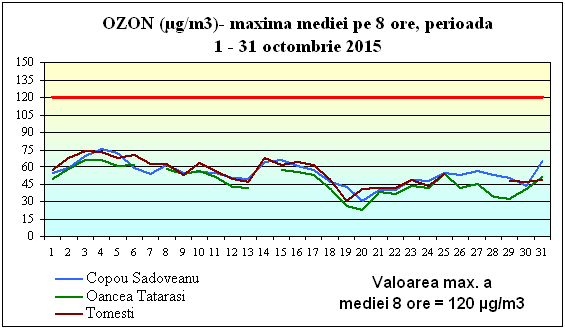 OZON (µg/m3)- maxima mediei pe 8 ore, perioada
1 - 31 octombrie 2015
150
135
120
105
90
75
60
45
30
15
0
1 2 3 4 5 6 7 8 9 10 11 12 13 14 15 16 17 18 19 20 21 22 23 24 25 26 27 28 29 30 31
Copou Sadoveanu
Oancea Tatarasi
Tomesti
Valoarea max. a
mediei 8 ore = 120 µg/m3